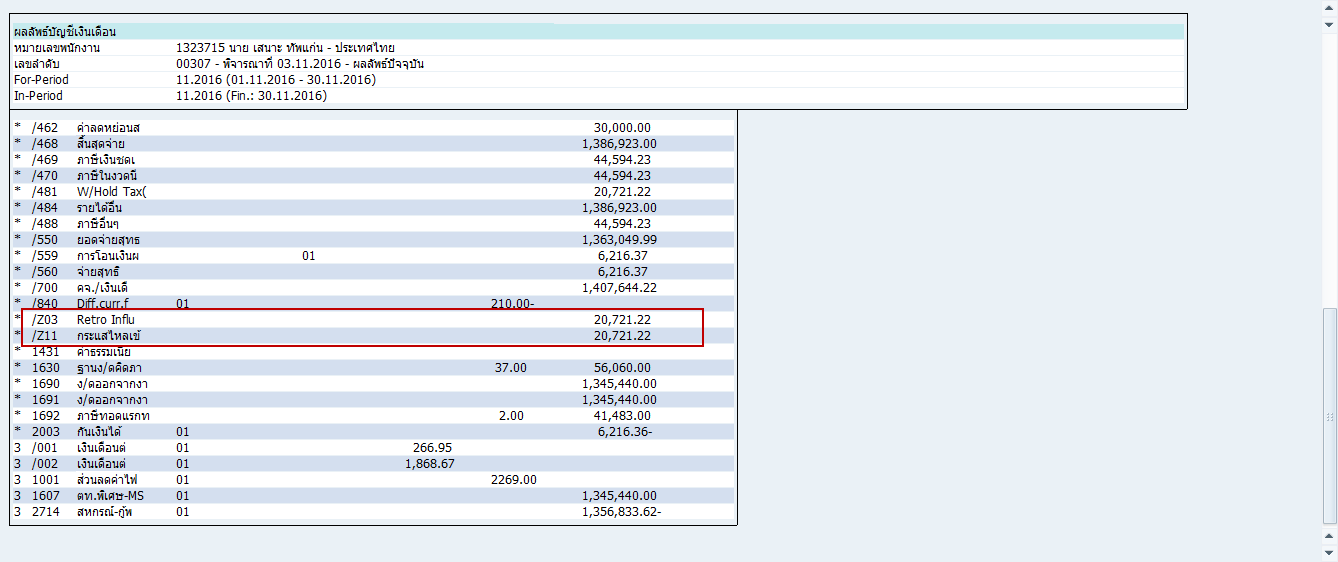 ผลลัพธ์บัญชีเงินเดือน
หมายเลขพนักงาน 1323715 นาย เสนาะ ทัพแก่น - ประเทศไทย
เลขลำดับ 00307 - พิจารณาที่ 03.11.2016 - ผลลัพธ์ปัจจุบัน
For-Period 11.2016 (01.11.2016 - 30.11.2016)
In-Period 11.2016 (Fin.: 30.11.2016)
* /462 ค่าลดหย่อนส 30,000.00
* /468 สิ้นสุดจ่าย 1,386,923.00
* /469 ภาษีเงินชดเ 44,594.23
* /470 ภาษีในงวดนี 44,594.23
* /481 W/Hold Tax( 20,721.22
* /484 รายได้อื่น 1,386,923.00
* /488 ภาษีอื่นๆ 44,594.23
* /550 ยอดจ่ายสุทธ 1,363,049.99
* /559 การโอนเงินผ 01 6,216.37
* /560 จ่ายสุทธิ 6,216.37
* /700 คจ./เงินเดื 1,407,644.22
* /840 Diff.curr.f 01 210.00-
* /Z03 Retro Influ 20,721.22
* /Z11 กระแสไหลเข้ 20,721.22
* 1431 ค่าธรรมเนีย
* 1630 ฐานง/ดคิดภา 37.00 56,060.00
* 1690 ง/ดออกจากงา 1,345,440.00
* 1691 ง/ดออกจากงา 1,345,440.00
* 1692 ภาษีทอดแรกท 2.00 41,483.00
* 2003 กันเงินได้ 01 6,216.36-
3 /001 เงินเดือนต่ 01 266.95
3 /002 เงินเดือนต่ 01 1,868.67
3 1001 ส่วนลดค่าไฟ 01 2269.00
3 1607 ตท.พิเศษ-MS 01 1,345,440.00
3 2714 สหกรณ์-กู้พ 01 1,356,833.62-